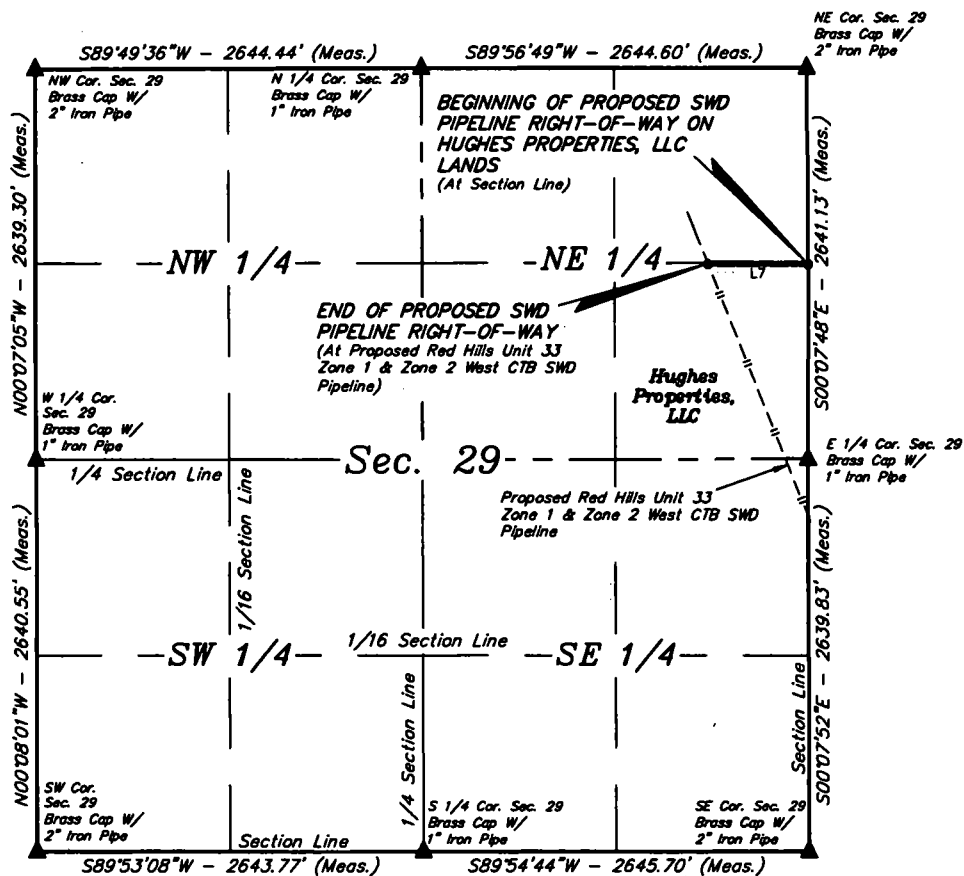 S89°49'36"W - 2644.44' (Meas.)
S89°56'49"W - 2644.60' (Meas.)
NE Cor. Sec. 29
Brass Cap W/
2" Iron Pipe
NW Cor. Sec. 29
Brass Cap W/
2" Iron Pipe
N 1/4 Cor. Sec. 29
Brass Cap W/
1" Iron Pipe
BEGINNING OF PROPOSED SWD
PIPELINE RIGHT-OF-WAY ON
HUGHES PROPERTIES, LLC
LANDS
(At Section Line)
N00°07'05"W - 2639.30' (Meas.)
S00°07'48"E - 2641.13' (Meas.)
NW 1/4
NE 1/4
L9
END OF PROPOSED SWD
PIPELINE RIGHT-OF-WAY
(At Proposed Red Hills Unit 33
Zone 1 & Zone 2 West CTB SWD
Pipeline)
Hughes
Properties,
LLC
W 1/4 Cor.
Sec. 29
Brass Cap W/
1" Iron Pipe
Sec. 29
E 1/4 Cor. Sec. 29
Brass Cap W/
1" Iron Pipe
1/4 Section Line
Proposed Red Hills Unit 33
Zone 1 & Zone 2 West CTB SWD
Pipeline
1/16 Section Line
N00°08'01"W - 2640.55' (Meas.)
S00°07'52"E - 2639.83' (Meas.)
1/16 Section Line
SW 1/4
SE 1/4
Section Line
1/4 Section Line
SW Cor.
Sec. 29
Brass Cap W/
2" Iron Pipe
S 1/4 Cor. Sec. 29
Brass Cap W/
1" Iron Pipe
SE Cor. Sec. 29
Brass Cap W/
2" Iron Pipe
Section Line
S89°53'08"W - 2643.77' (Meas.)
S89°54'44"W - 2645.70' (Meas.)